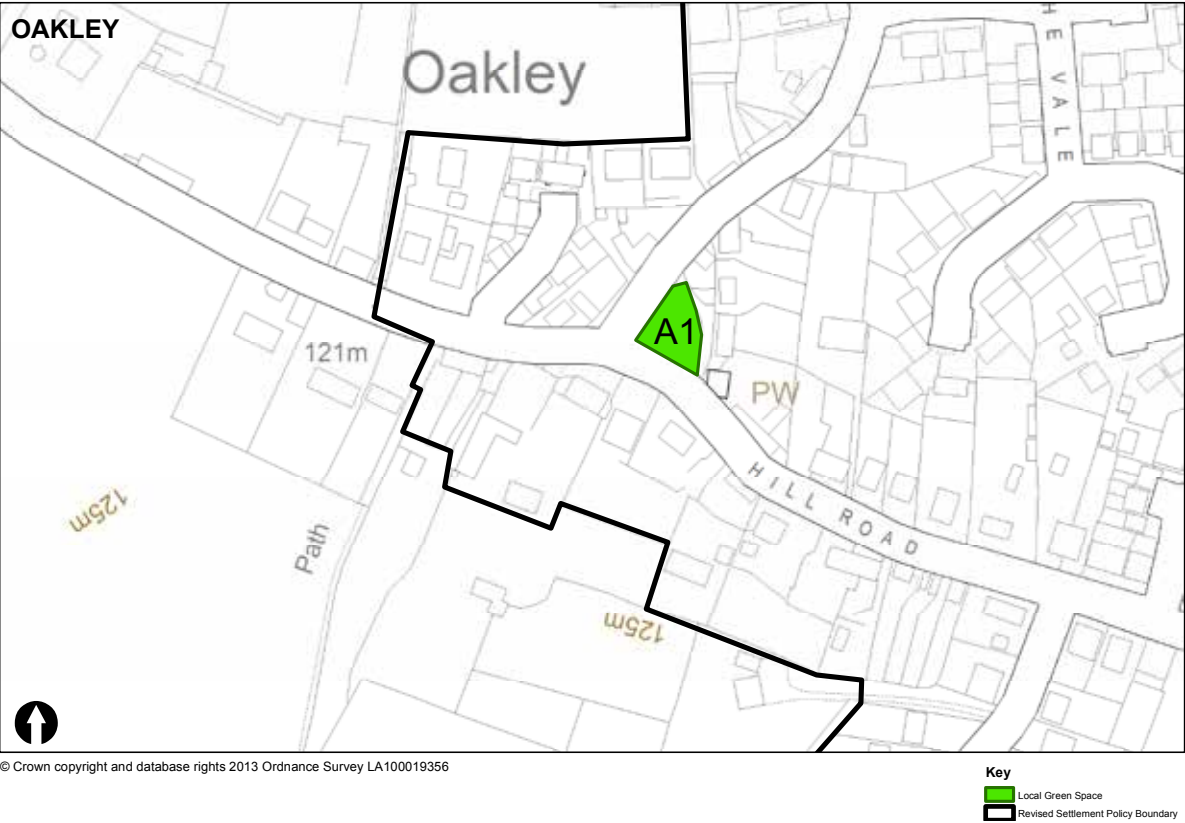 OAKLEY
Oakley
THE VALE
121m
A1
PW
HILL ROAD
125m
Path
125m
© Crown copyright and database rights 2013 Ordnance Survey LA100019356
Key
Local Green Space
Revised Settlement Policy Boundary